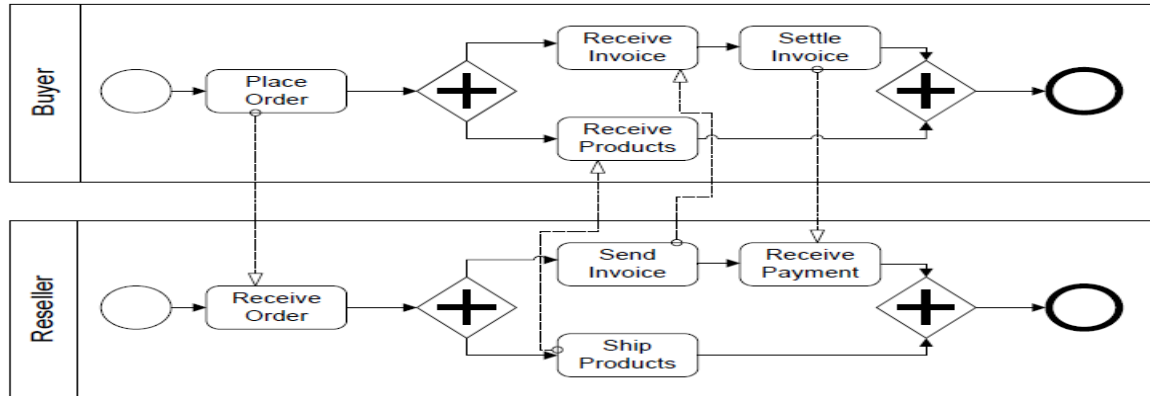 Buyer
Place
Order
Receive
Invoice
Settle
Invoice
Receive
Products
Reseller
Receive
Order
Send
Invoice
Receive
Payment
Ship
Products